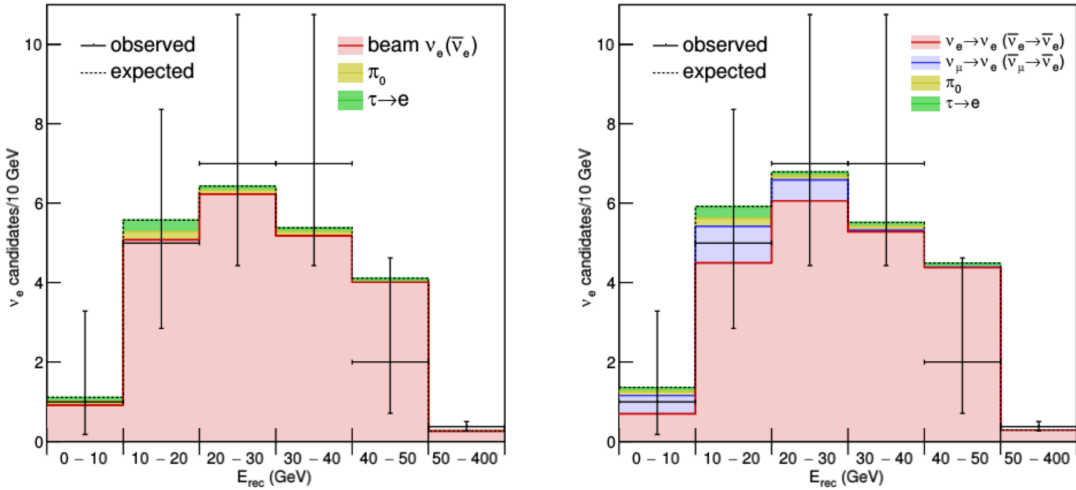 10
8
6
4
2
0
ν_e candidates/10 GeV
observed
expected
beam ν_e(ν̄_e)
π_0
τ→e
0 − 10
10 − 20
20 − 30
30 − 40
40 − 50
50 − 400
E_rec (GeV)
10
8
6
4
2
0
ν_e candidates/10 GeV
observed
expected
ν_e→ν_e (ν̄_e→ν̄_e)
ν_μ→ν_e (ν̄_μ→ν̄_e)
π_0
τ→e
0 − 10
10 − 20
20 − 30
30 − 40
40 − 50
50 − 400
E_rec (GeV)